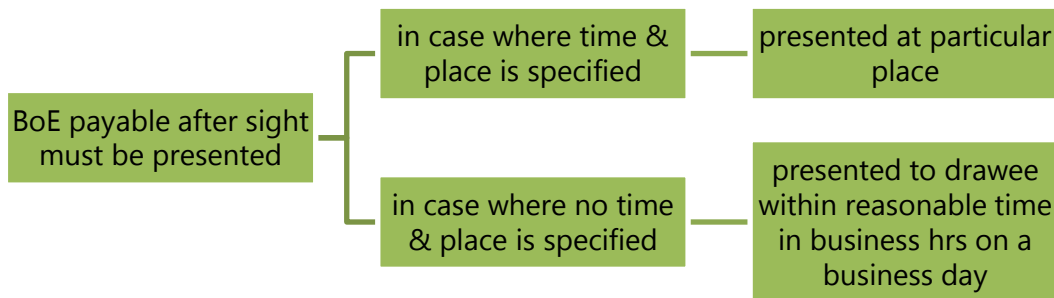 BoE payable after sight
must be presented
in case where time &
place is specified
presented at particular
place
in case where no time
& place is specified
presented to drawee
within reasonable time
in business hrs on a
business day